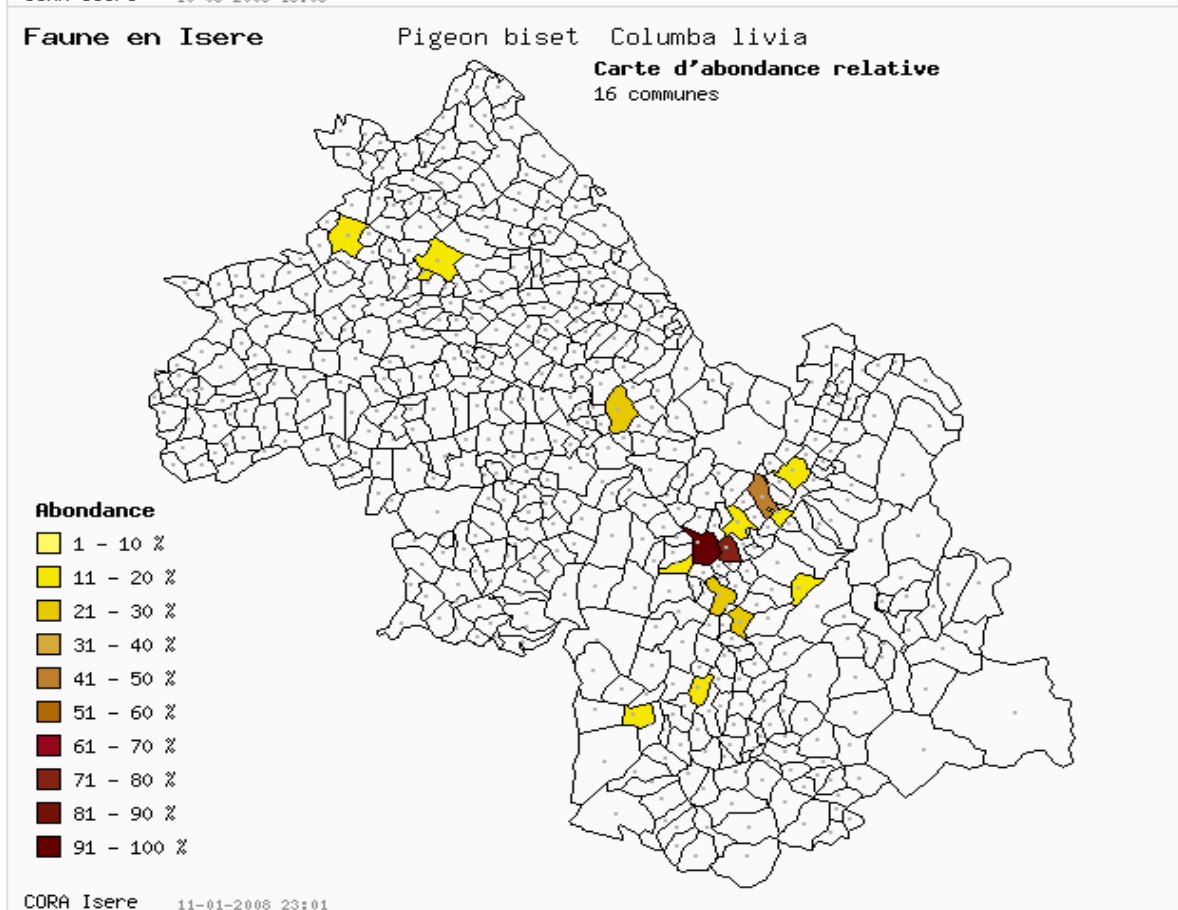 Faune en Isere Pigeon biset Columba livia
Carte d'abondance relative
16 communes
Abondance
1 - 10 %
11 - 20 %
21 - 30 %
31 - 40 %
41 - 50 %
51 - 60 %
61 - 70 %
71 - 80 %
81 - 90 %
91 - 100 %
CORA Isere 11-01-2008 23:01